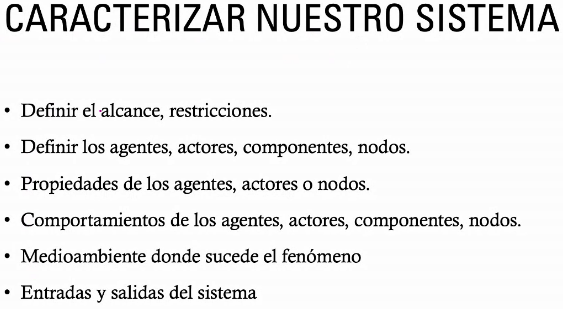 CARACTERIZAR NUESTRO SISTEMA
• Definir el alcance, restricciones.
• Definir los agentes, actores, componentes, nodos.
• Propiedades de los agentes, actores o nodos.
• Comportamientos de los agentes, actores, componentes, nodos.
• Medioambiente donde sucede el fenómeno
• Entradas y salidas del sistema